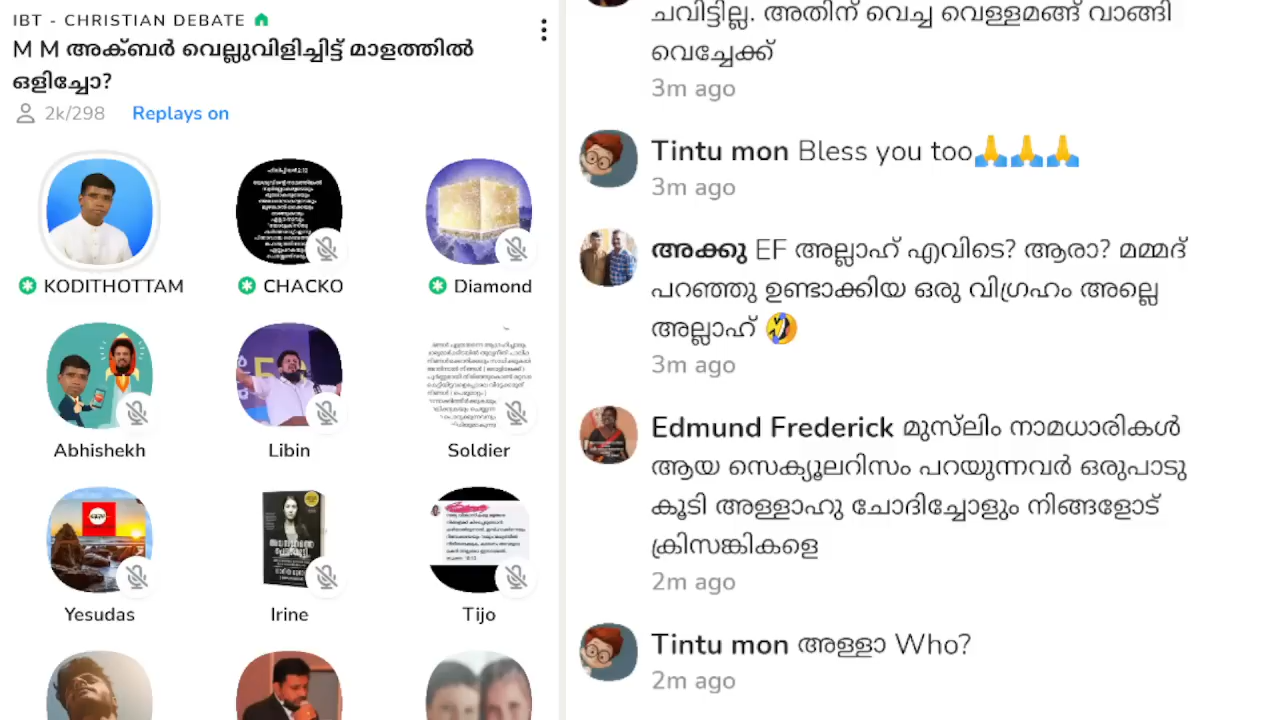 IBT - CHRISTIAN DEBATE
M M അക്ബർ വെല്ലുവിളിച്ചിട്ട് മാളത്തിൽ
ഒളിച്ചോ?
2k/298 Replays on
KODITHOTTAM
CHACKO
Diamond
Abhishekh
Libin
Soldier
Yesudas
Irine
Tijo
ചവിട്ടില്ല. അതിന് വെച്ച വെള്ളമങ്ങ് വാങ്ങി
വെച്ചേക്ക്
3m ago
Tintu mon Bless you too🙏🙏🙏
3m ago
അക്കു EF അല്ലാഹ് എവിടെ? ആരാ? മമ്മദ്
പറഞ്ഞു ഉണ്ടാക്കിയ ഒരു വിഗ്രഹം അല്ലെ
അല്ലാഹ് 🤣
3m ago
Edmund Frederick മുസ്‌ലിം നാമധാരികൾ
ആയ സെക്യൂലറിസം പറയുന്നവർ ഒരുപാടു
കൂടി അള്ളാഹു ചോദിച്ചോളും നിങ്ങളോട്
ക്രിസങ്കികളെ
2m ago
Tintu mon അള്ളാ Who?
2m ago